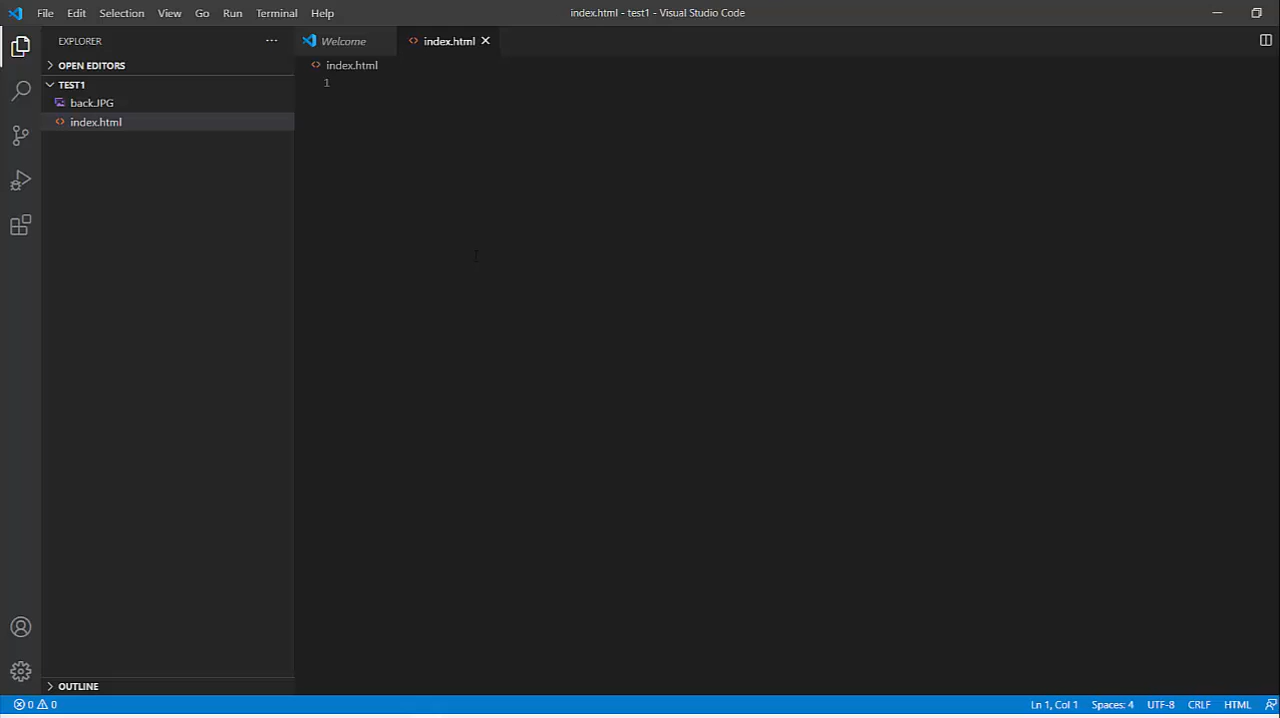 File Edit Selection View Go Run Terminal Help
index.html - test1 - Visual Studio Code
EXPLORER
Welcome
index.html
OPEN EDITORS
index.html
TEST1
1
back.JPG
index.html
OUTLINE
0 0
Ln 1, Col 1 Spaces: 4 UTF-8 CRLF HTML